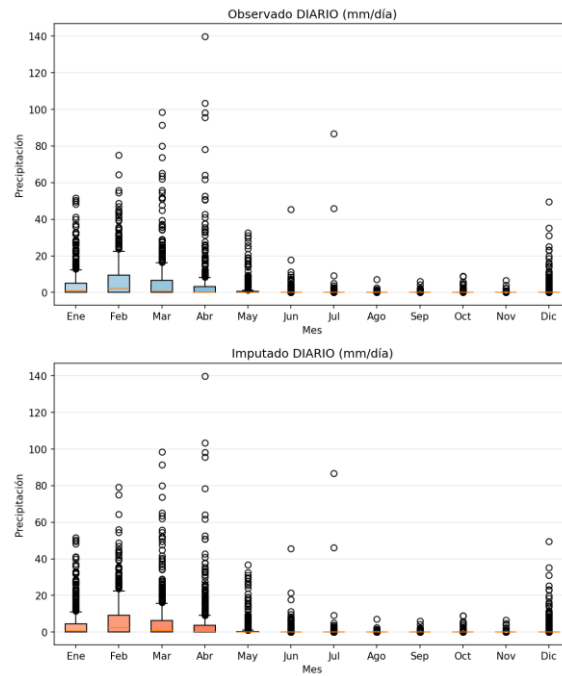 Observado DIARIO (mm/día)
140
120
100
80
60
40
20
0
Precipitación
Ene Feb Mar Abr May Jun Jul Ago Sep Oct Nov Dic
Mes
Imputado DIARIO (mm/día)
140
120
100
80
60
40
20
0
Precipitación
Ene Feb Mar Abr May Jun Jul Ago Sep Oct Nov Dic
Mes